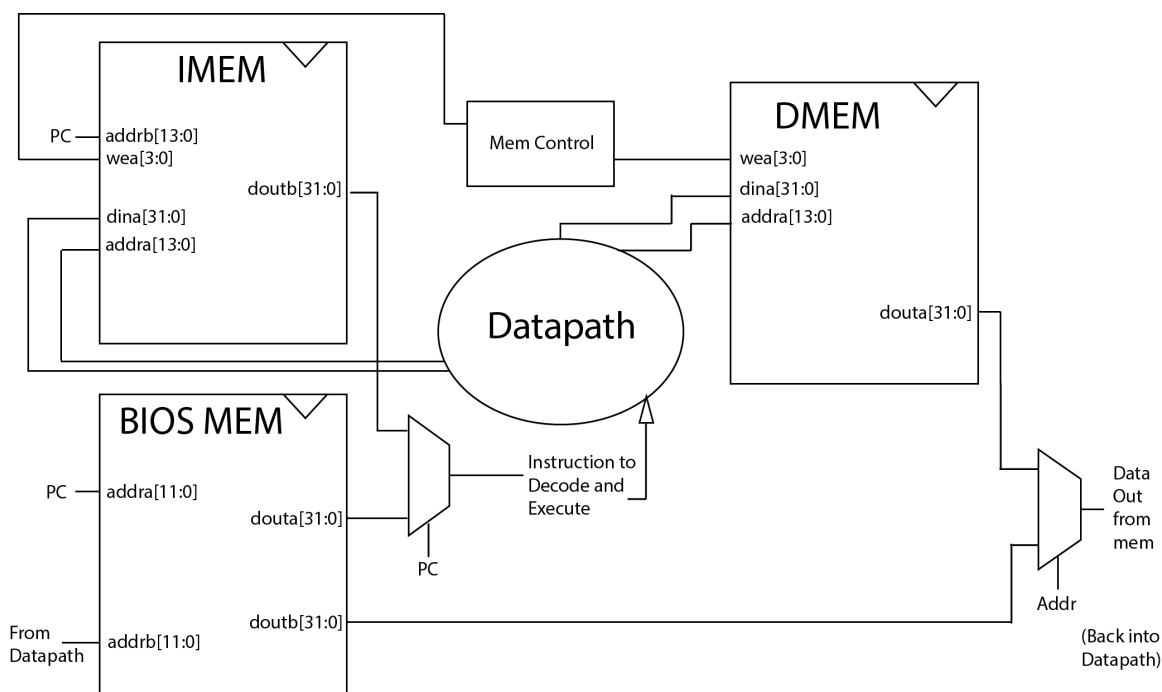 IMEM
PC
addrb[13:0]
wea[3:0]
doutb[31:0]
dina[31:0]
addra[13:0]
Mem Control
DMEM
wea[3:0]
dina[31:0]
addra[13:0]
douta[31:0]
Datapath
BIOS MEM
PC
addra[11:0]
douta[31:0]
doutb[31:0]
From
Datapath
addrb[11:0]
PC
Instruction to
Decode and
Execute
Data
Out
from
mem
Addr
(Back into
Datapath)